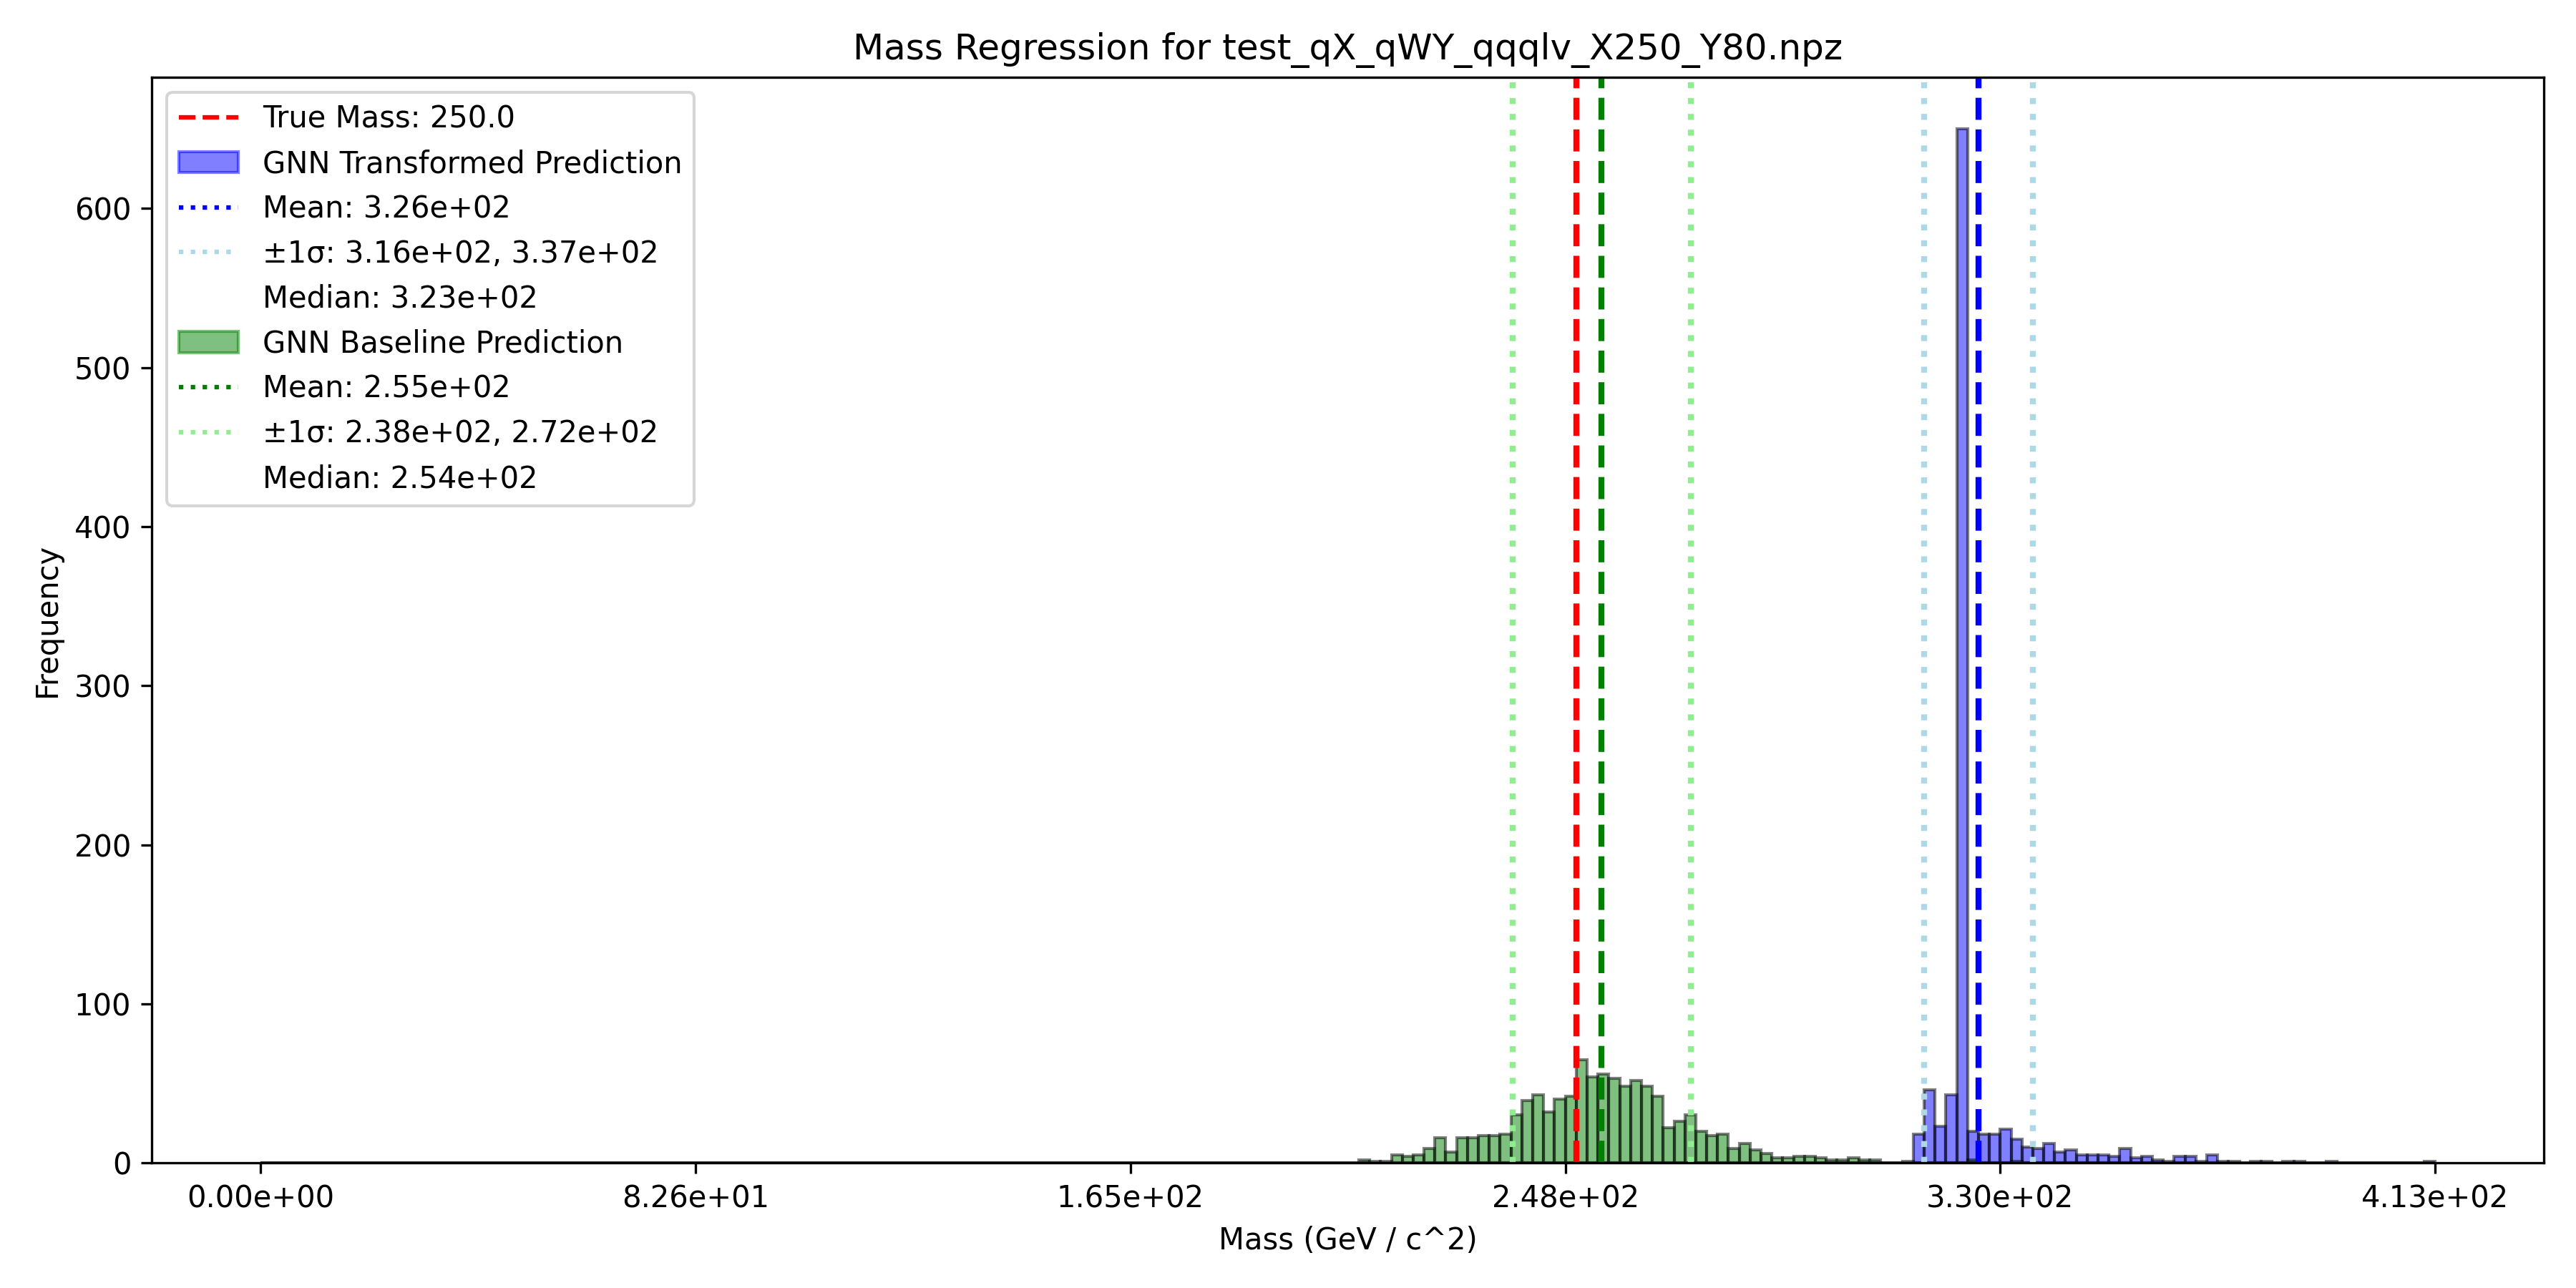 Mass Regression for test_qX_qWY_qqqlv_X250_Y80.npz
True Mass: 250.0
GNN Transformed Prediction
Mean: 3.26e+02
±1σ: 3.16e+02, 3.37e+02
Median: 3.23e+02
GNN Baseline Prediction
Mean: 2.55e+02
±1σ: 2.38e+02, 2.72e+02
Median: 2.54e+02
Frequency
600
500
400
300
200
100
0
0.00e+00 8.26e+01 1.65e+02 2.48e+02 3.30e+02 4.13e+02
Mass (GeV / c^2)